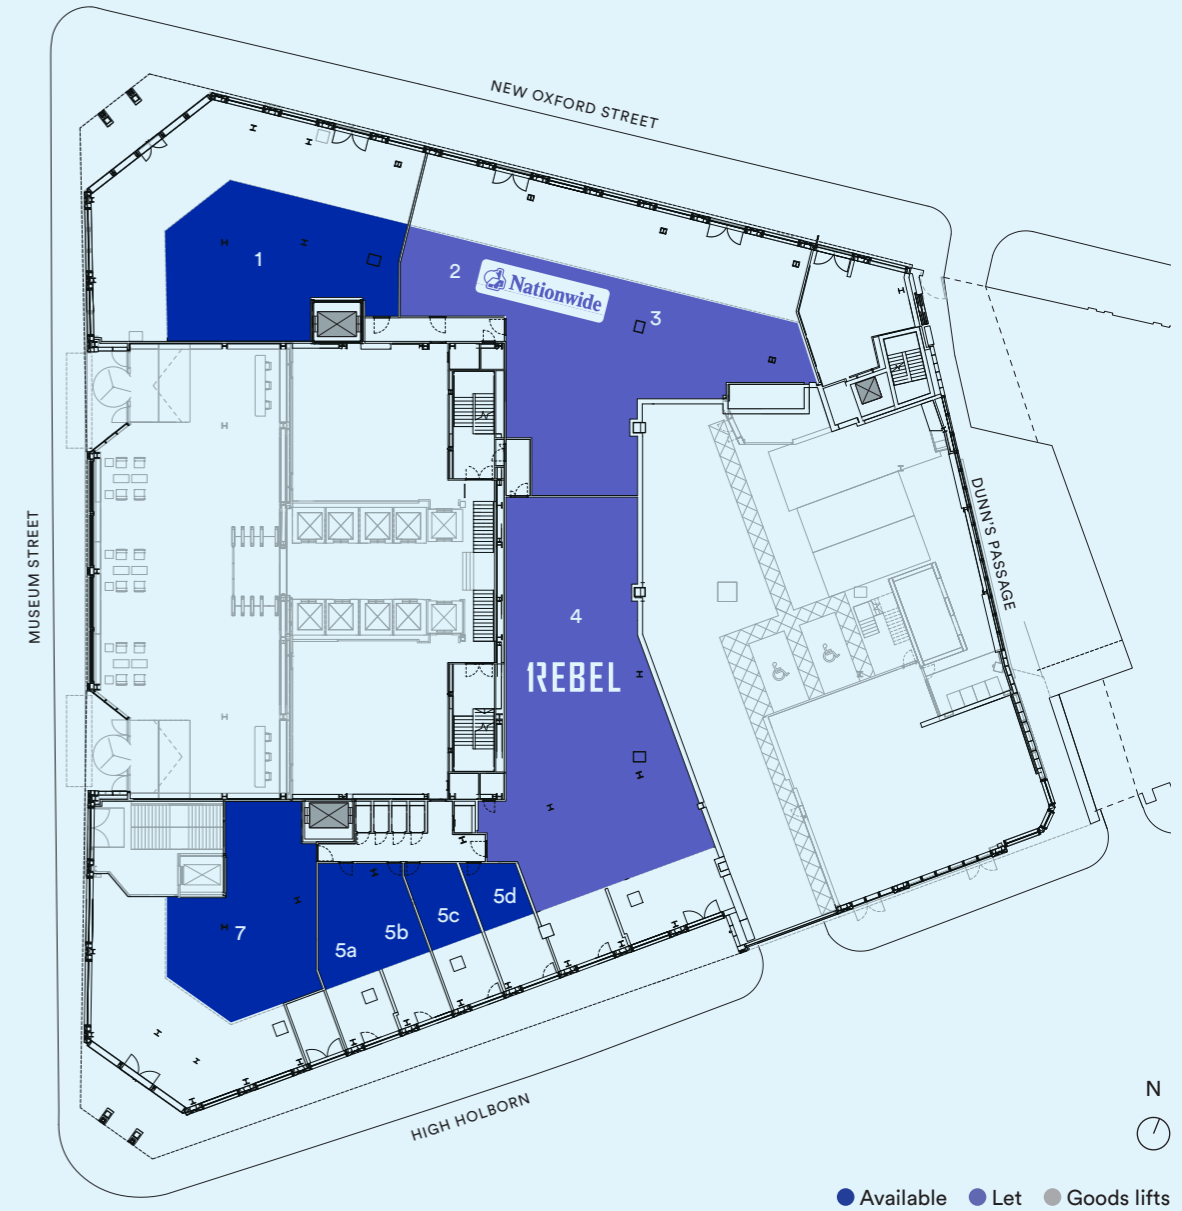 NEW OXFORD STREET
1
2
Nationwide
3
MUSEUM STREET
DUNN'S PASSAGE
4
1REBEL
5d
5c
5b
5a
7
HIGH HOLBORN
N
Available
Let
Goods lifts